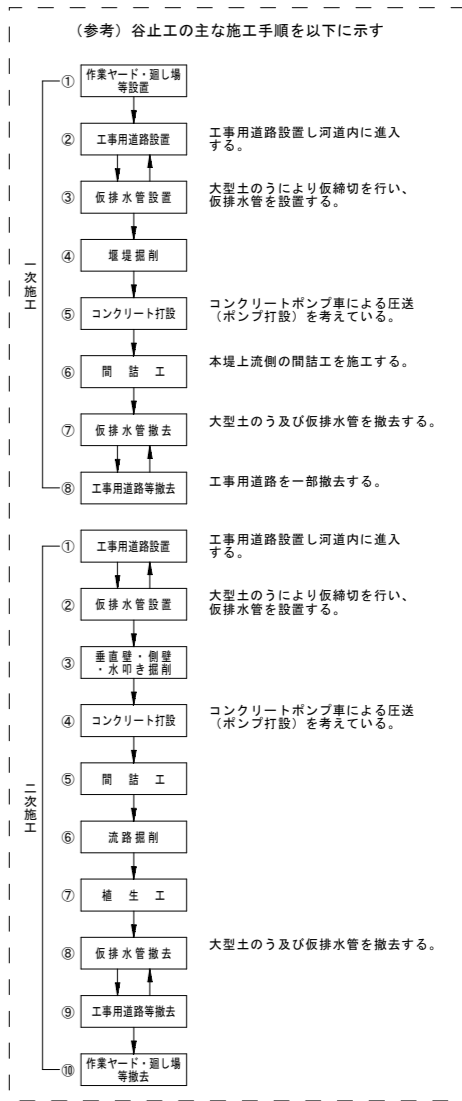 （参考）谷止工の主な施工手順を以下に示す
一次施工
① 作業ヤード・廻し場
等設置
② 工事用道路設置 工事用道路設置し河道内に進入
する。
③ 仮排水管設置 大型土のうにより仮締切を行い、
仮排水管を設置する。
④ 堰堤掘削
⑤ コンクリート打設 コンクリートポンプ車による圧送
（ポンプ打設）を考えている。
⑥ 間詰工 本堤上流側の間詰工を施工する。
⑦ 仮排水管撤去 大型土のう及び仮排水管を撤去する。
⑧ 工事用道路等撤去 工事用道路を一部撤去する。
二次施工
① 工事用道路設置 工事用道路設置し河道内に進入
する。
② 仮排水管設置 大型土のうにより仮締切を行い、
仮排水管を設置する。
③ 垂直壁・側壁
・水叩き掘削
④ コンクリート打設 コンクリートポンプ車による圧送
（ポンプ打設）を考えている。
⑤ 間詰工
⑥ 流路掘削
⑦ 植生工
⑧ 仮排水管撤去 大型土のう及び仮排水管を撤去する。
⑨ 工事用道路等撤去
⑩ 作業ヤード・廻し場
等撤去